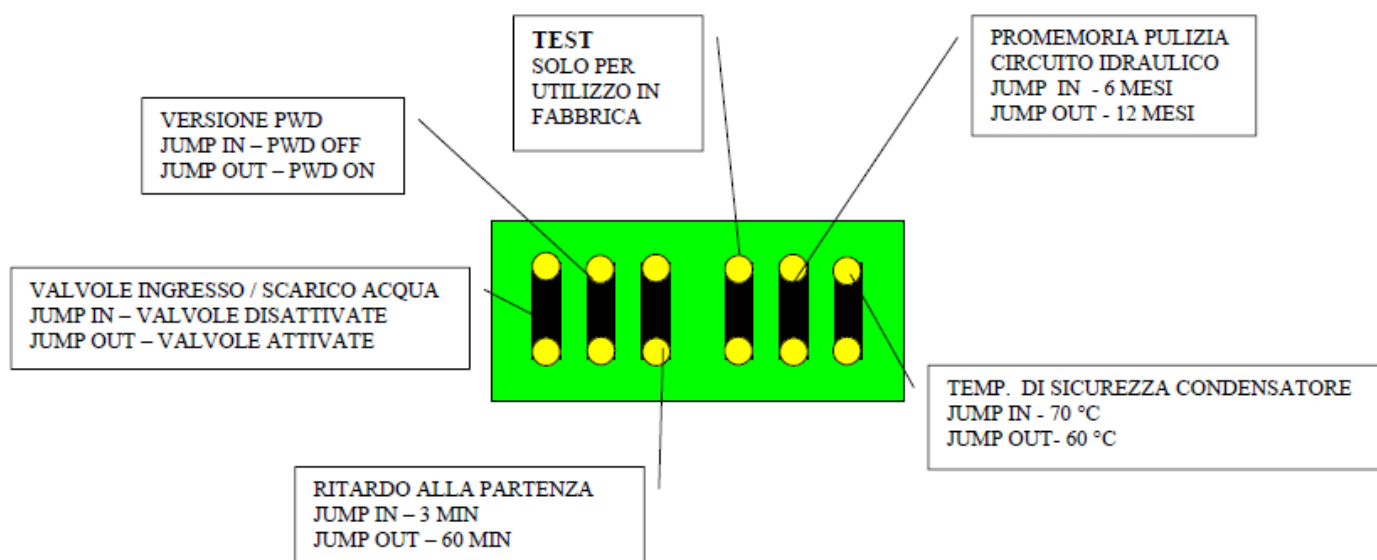 TEST
SOLO PER
UTILIZZO IN
FABBRICA
PROMEMORIA PULIZIA
CIRCUITO IDRAULICO
JUMP IN - 6 MESI
JUMP OUT - 12 MESI
VERSIONE PWD
JUMP IN – PWD OFF
JUMP OUT – PWD ON
VALVOLE INGRESSO / SCARICO ACQUA
JUMP IN – VALVOLE DISATTIVATE
JUMP OUT – VALVOLE ATTIVATE
TEMP. DI SICUREZZA CONDENSATORE
JUMP IN - 70 °C
JUMP OUT- 60 °C
RITARDO ALLA PARTENZA
JUMP IN – 3 MIN
JUMP OUT – 60 MIN